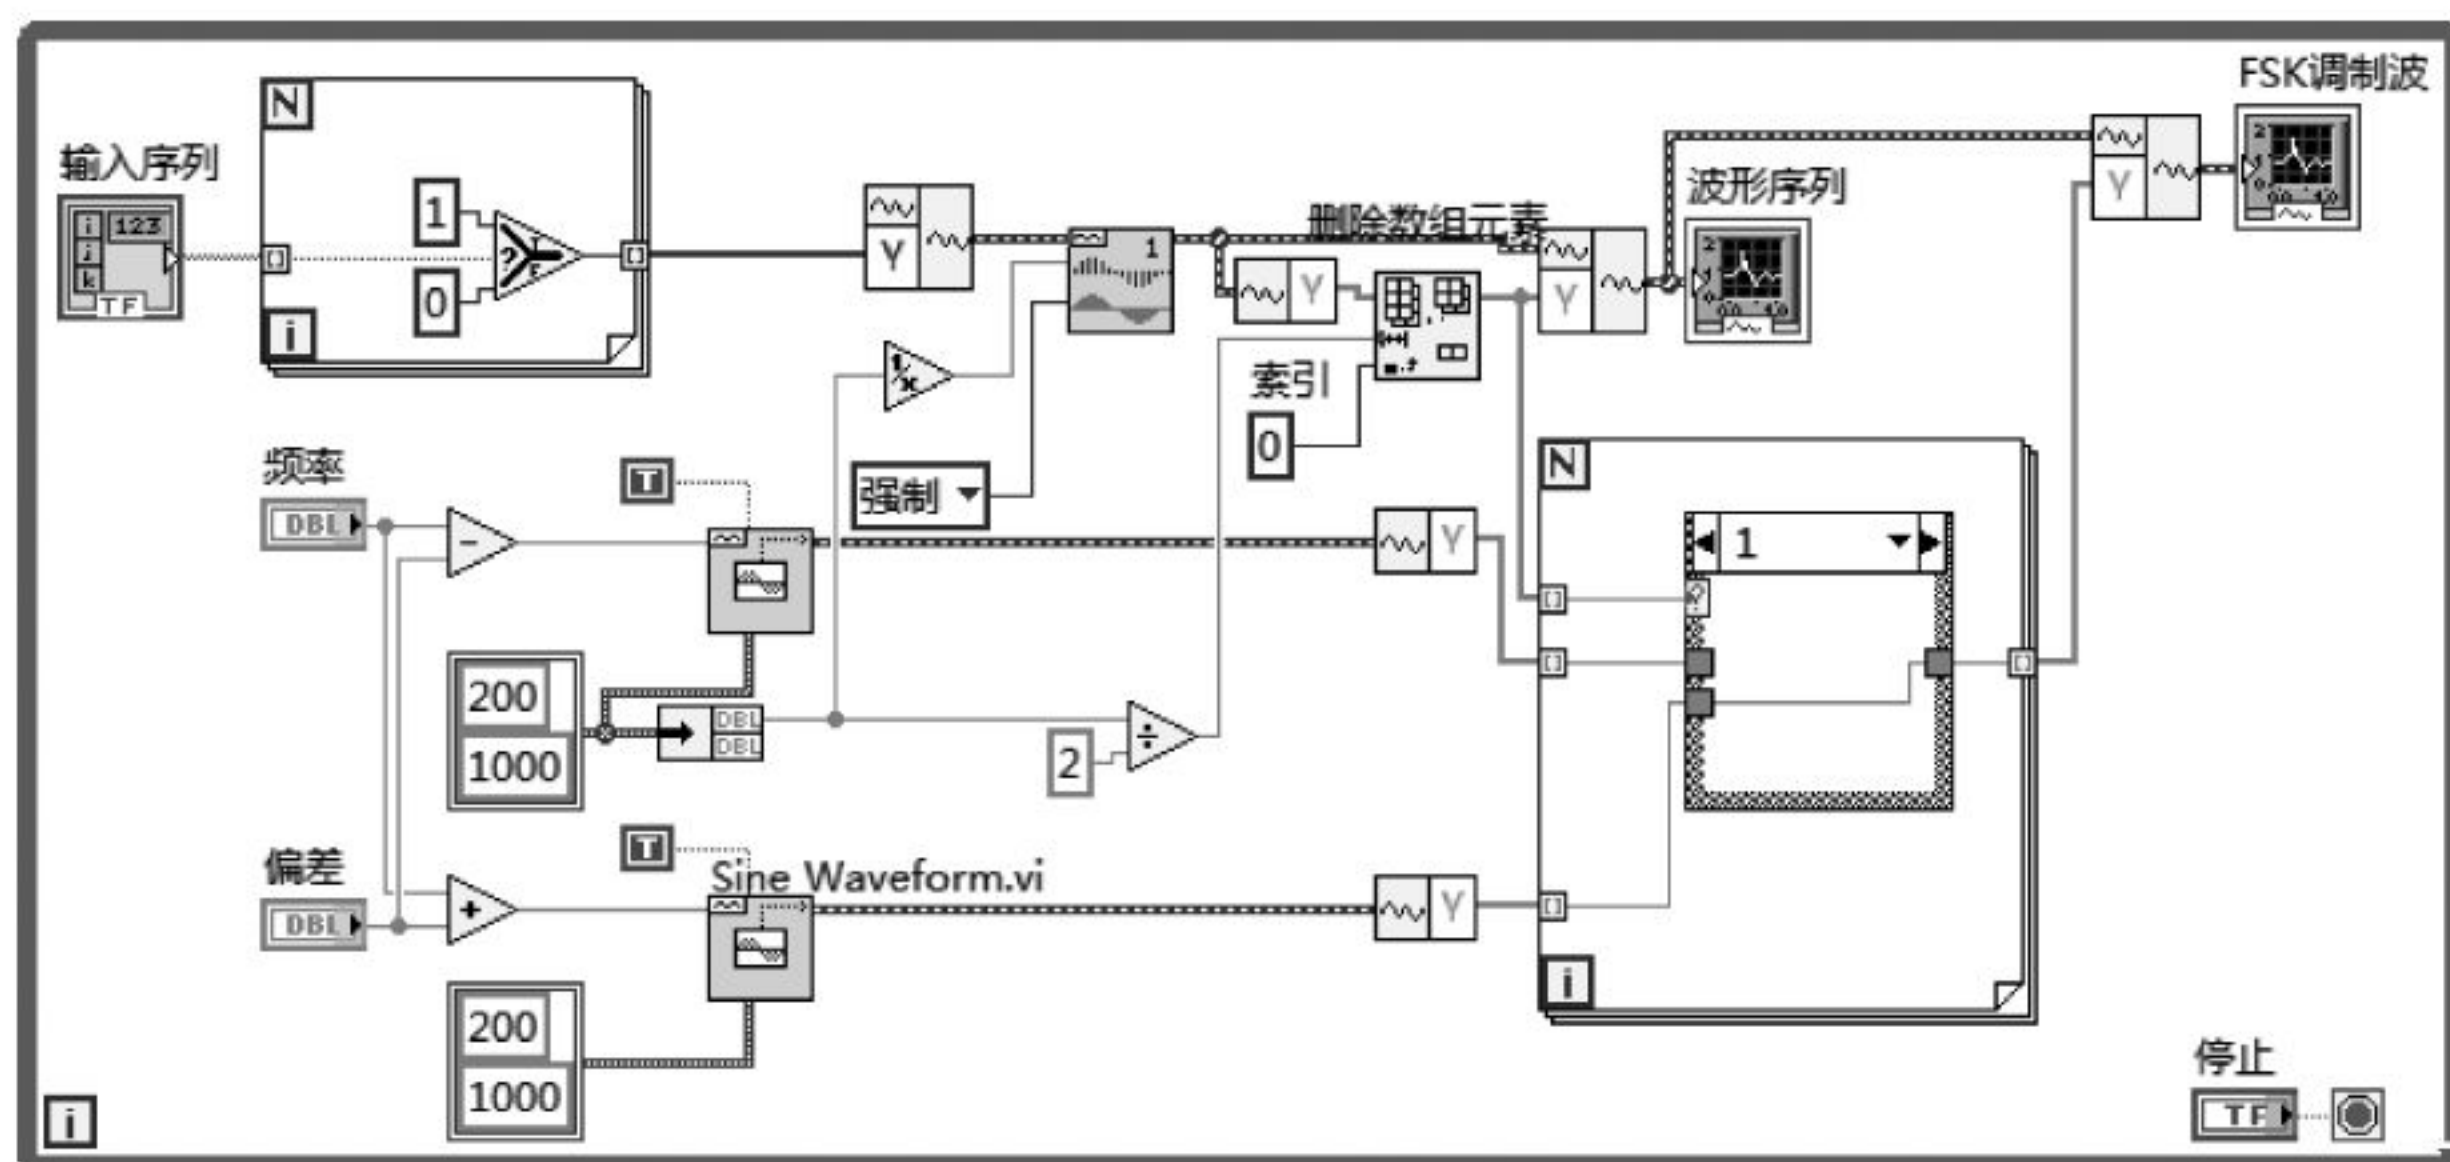 FSK调制波
N
输入序列
i
123
j
k
TF
1
0
?
T
F
i
Y
1
删除数组元素
波形序列
Y
Y
Y
1/x
索引
0
强制
频率
DBL
T
-
N
1
?
Y
200
1000
DBL
DBL
2
÷
偏差
DBL
T
Sine Waveform.vi
+
Y
200
1000
i
停止
TF
i